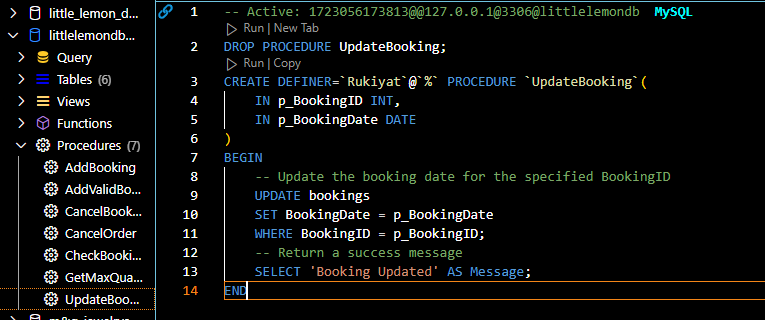 little_lemon_d...
littlelemondb...
Query
Tables (6)
Views
Functions
Procedures (7)
AddBooking
AddValidBo...
CancelBook...
CancelOrder
CheckBooki...
GetMaxQua...
UpdateBoo...
1 -- Active: 1723056173813@@127.0.0.1@3306@littlelemondb MySQL
Run | New Tab
2 DROP PROCEDURE UpdateBooking;
Run | Copy
3 CREATE DEFINER=`Rukiyat`@`%` PROCEDURE `UpdateBooking`(
4 IN p_BookingID INT,
5 IN p_BookingDate DATE
6 )
7 BEGIN
8 -- Update the booking date for the specified BookingID
9 UPDATE bookings
10 SET BookingDate = p_BookingDate
11 WHERE BookingID = p_BookingID;
12 -- Return a success message
13 SELECT 'Booking Updated' AS Message;
14 END